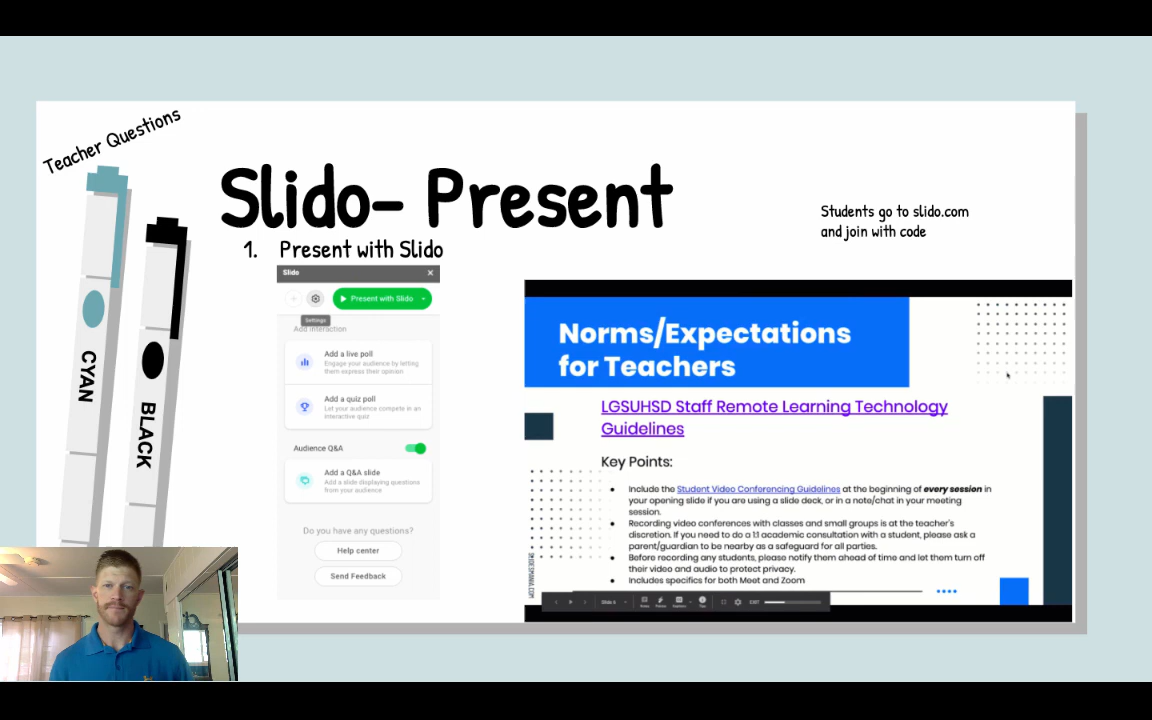 Teacher Questions
Slido- Present
Students go to slido.com
and join with code
1. Present with Slido
CYAN
BLACK
Slido
Present with Slido
Settings
Add interaction
Add a live poll
Engage your audience by letting
them express their opinion
Add a quiz poll
Let your audience compete in an
interactive quiz
Audience Q&A
Add a Q&A slide
Add a slide displaying questions
from your audience
Do you have any questions?
Help center
Send Feedback
Norms/Expectations
for Teachers
LGSUHSD Staff Remote Learning Technology
Guidelines
Key Points:
● Include the Student Video Conferencing Guidelines at the beginning of every session in
your opening slide if you are using a slide deck, or in a note/chat in your meeting
session.
● Recording video conferences with classes and small groups is at the teacher's
discretion. If you need to do a 1:1 academic consultation with a student, please ask a
parent/guardian to be nearby as a safeguard for all parties.
● Before recording any students, please notify them ahead of time and let them turn off
their video and audio to protect privacy.
● Includes specifics for both Meet and Zoom